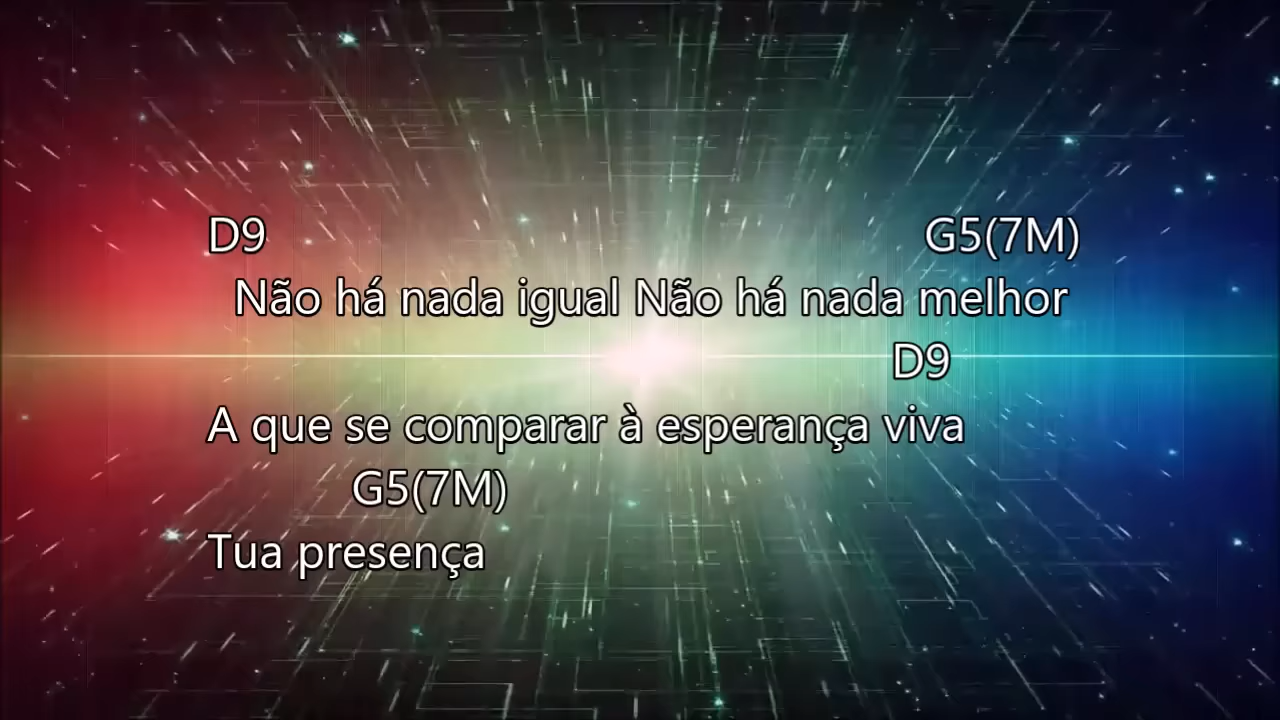 D9 G5(7M)
Não há nada igual Não há nada melhor
D9
A que se comparar à esperança viva
G5(7M)
Tua presença